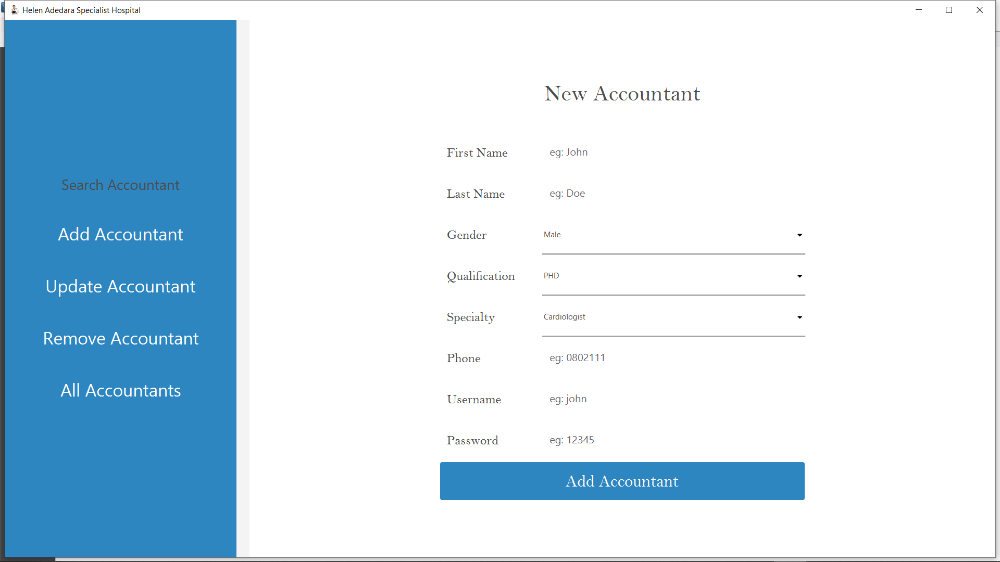 Helen Adedara Specialist Hospital
Search Accountant
Add Accountant
Update Accountant
Remove Accountant
All Accountants
New Accountant
First Name eg: John
Last Name eg: Doe
Gender Male
Qualification PHD
Specialty Cardiologist
Phone eg: 0802111
Username eg: john
Password eg: 12345
Add Accountant